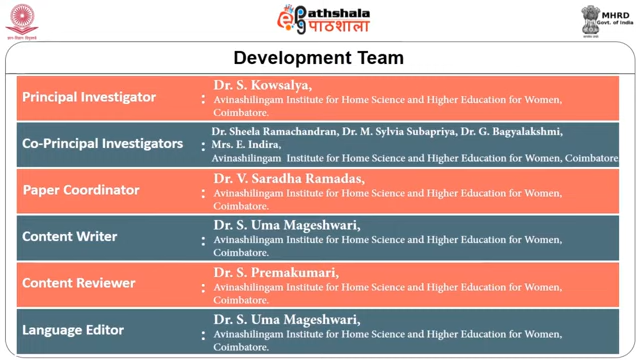 ePathshala
पाठशाला
MHRD
Govt. of India
Development Team
Principal Investigator
:
Dr. S. Kowsalya,
Avinashilingam Institute for Home Science and Higher Education for Women,
Coimbatore.
Co-Principal Investigators
:
Dr. Sheela Ramachandran, Dr. M. Sylvia Subapriya, Dr. G. Bagyalakshmi,
Mrs. E. Indira,
Avinashilingam Institute for Home Science and Higher Education for Women, Coimbatore.
Paper Coordinator
:
Dr. V. Saradha Ramadas,
Avinashilingam Institute for Home Science and Higher Education for Women,
Coimbatore.
Content Writer
:
Dr. S. Uma Mageshwari,
Avinashilingam Institute for Home Science and Higher Education for Women,
Coimbatore.
Content Reviewer
:
Dr. S. Premakumari,
Avinashilingam Institute for Home Science and Higher Education for Women,
Coimbatore.
Language Editor
:
Dr. S. Uma Mageshwari,
Avinashilingam Institute for Home Science and Higher Education for Women,
Coimbatore.